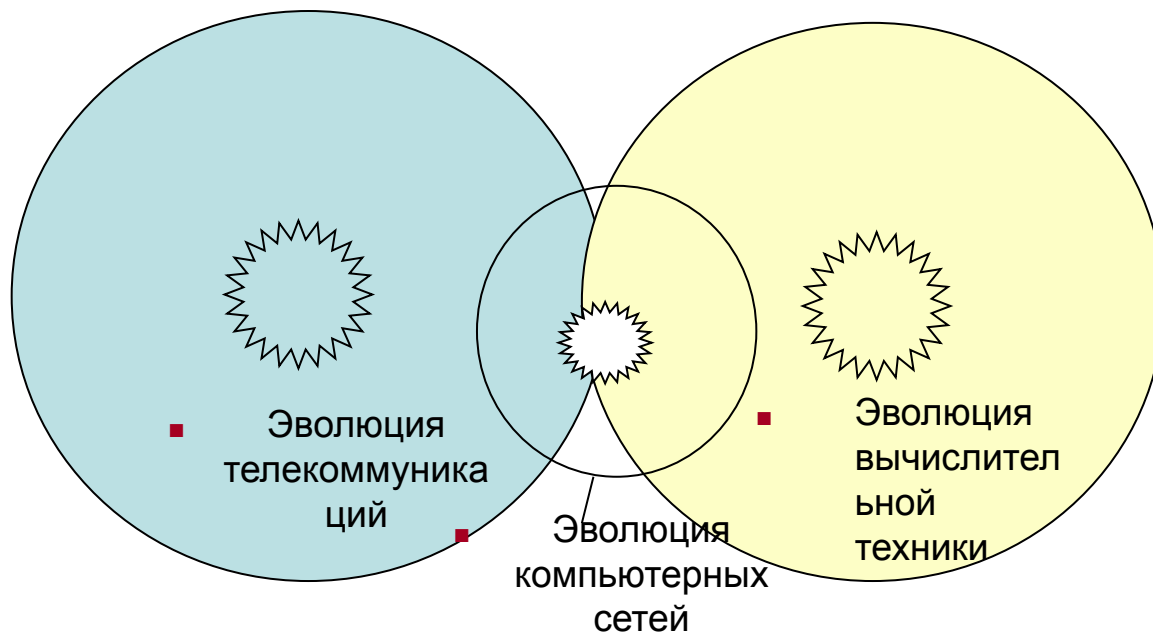 Эволюция
телекоммуника
ций
Эволюция
компьютерных
сетей
Эволюция
вычислител
ьной
техники